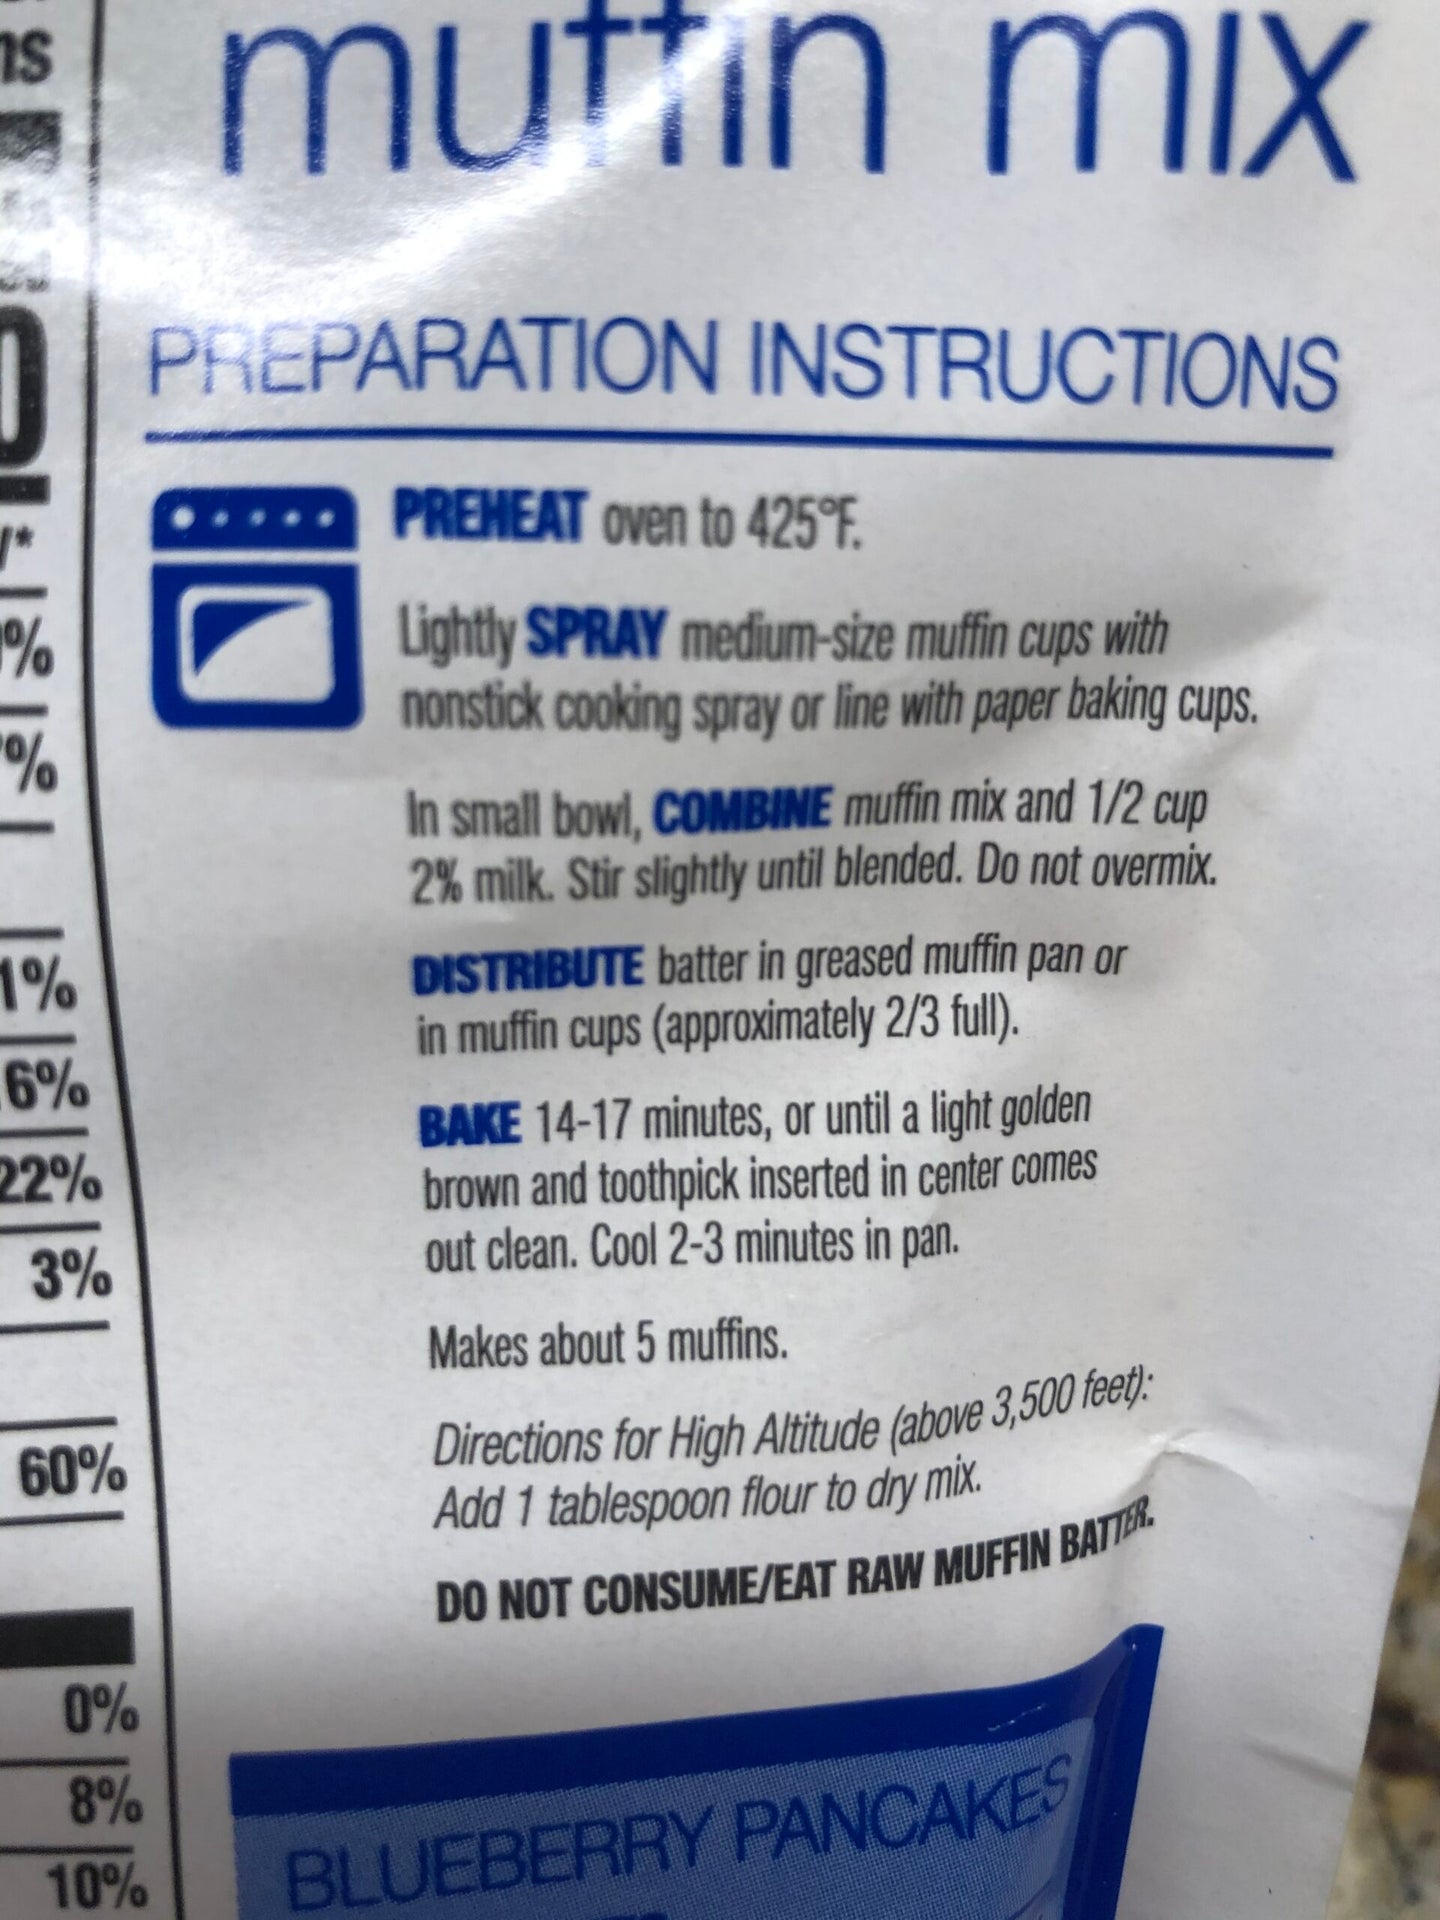 muffin mix
PREPARATION INSTRUCTIONS
PREHEAT oven to 425°F.
Lightly SPRAY medium-size muffin cups with
nonstick cooking spray or line with paper baking cups.
In small bowl, COMBINE muffin mix and 1/2 cup
2% milk. Stir slightly until blended. Do not overmix.
DISTRIBUTE batter in greased muffin pan or
in muffin cups (approximately 2/3 full).
BAKE 14-17 minutes, or until a light golden
brown and toothpick inserted in center comes
out clean. Cool 2-3 minutes in pan.
Makes about 5 muffins.
Directions for High Altitude (above 3,500 feet):
Add 1 tablespoon flour to dry mix.
DO NOT CONSUME/EAT RAW MUFFIN BATTER.
BLUEBERRY PANCAKES
1%
6%
22%
3%
60%
0%
8%
10%